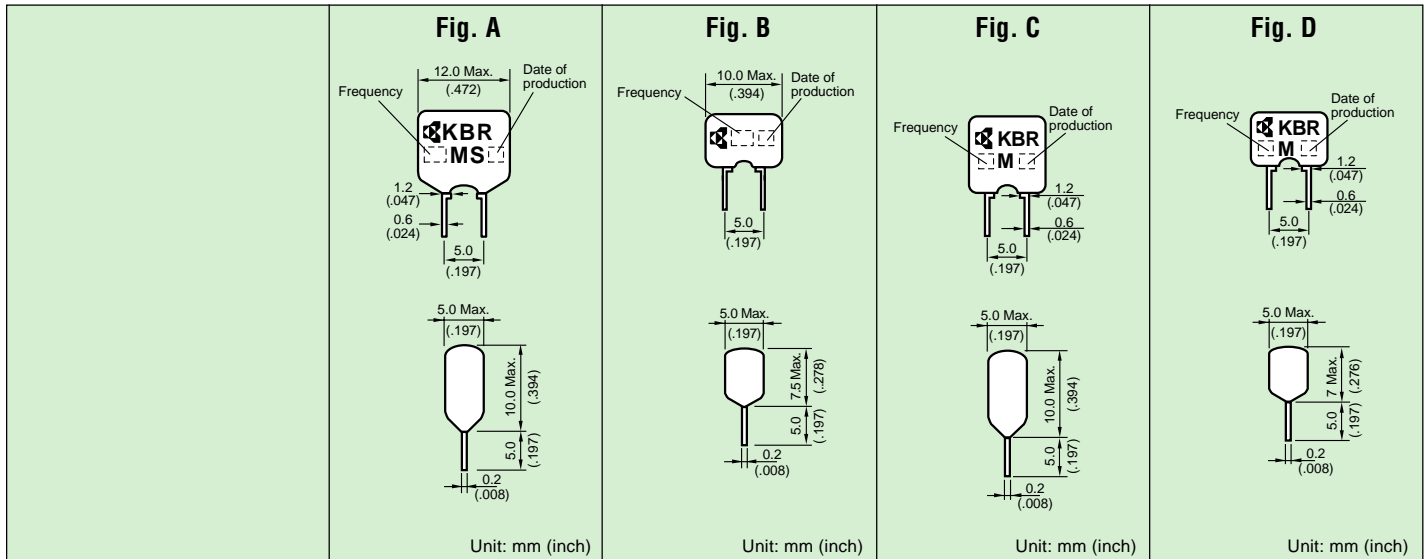 Fig. A
12.0 Max.
(.472)
Date of
production
Frequency
KBR
MS
1.2
(.047)
0.6
(.024)
5.0
(.197)
5.0 Max.
(.197)
10.0 Max.
(.394)
5.0
(.197)
0.2
(.008)
Unit: mm (inch)
Fig. B
10.0 Max.
(.394)
Date of
production
Frequency
5.0
(.197)
5.0 Max.
(.197)
7.5 Max.
(.278)
5.0
(.197)
0.2
(.008)
Unit: mm (inch)
Fig. C
Date of
production
Frequency
KBR
M
1.2
(.047)
0.6
(.024)
5.0
(.197)
5.0 Max.
(.197)
10.0 Max.
(.394)
5.0
(.197)
0.2
(.008)
Unit: mm (inch)
Fig. D
Date of
production
Frequency
KBR
M
1.2
(.047)
0.6
(.024)
5.0
(.197)
5.0 Max.
(.197)
7 Max.
(.276)
5.0
(.197)
0.2
(.008)
Unit: mm (inch)